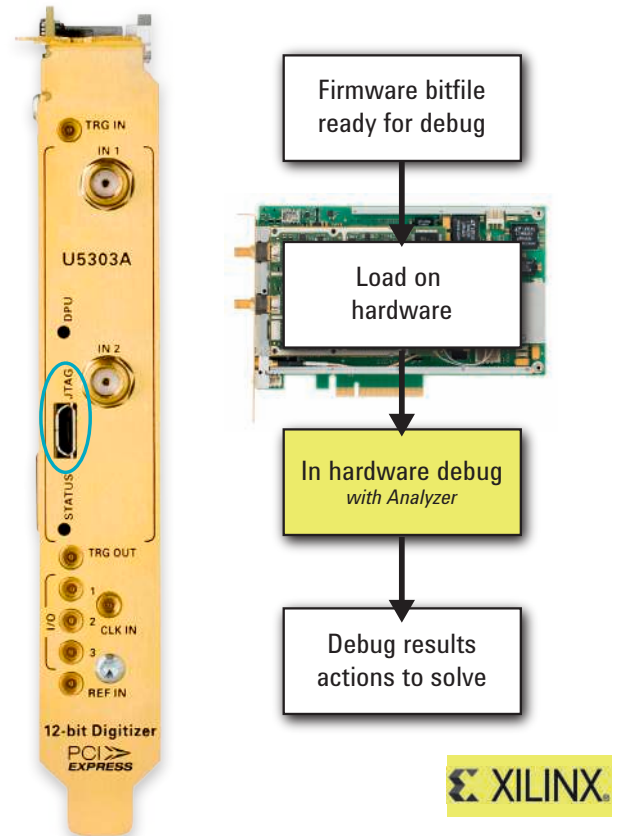 TRG IN
IN 1
U5303A
DPU
IN 2
JTAG
STATUS
TRG OUT
1
I/O
2
CLK IN
3
REF IN
12-bit Digitizer
PCI
EXPRESS
Firmware bitfile
ready for debug
Load on
hardware
In hardware debug
with Analyzer
Debug results
actions to solve
XILINX®